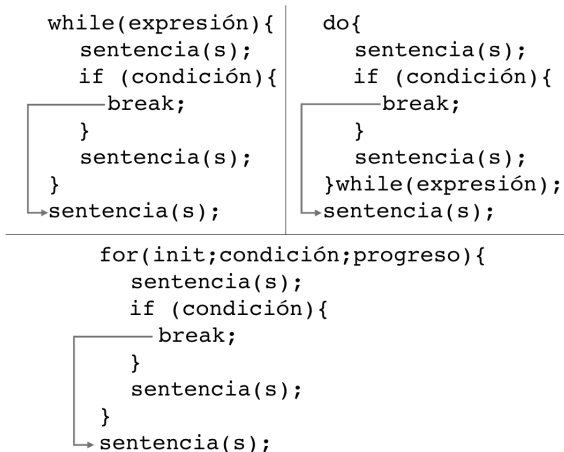 while(expresión){
sentencia(s);
if (condición){
break;
}
sentencia(s);
}
sentencia(s);
do{
sentencia(s);
if (condición){
break;
}
sentencia(s);
}while(expresión);
sentencia(s);
for(init;condición;progreso){
sentencia(s);
if (condición){
break;
}
sentencia(s);
}
sentencia(s);